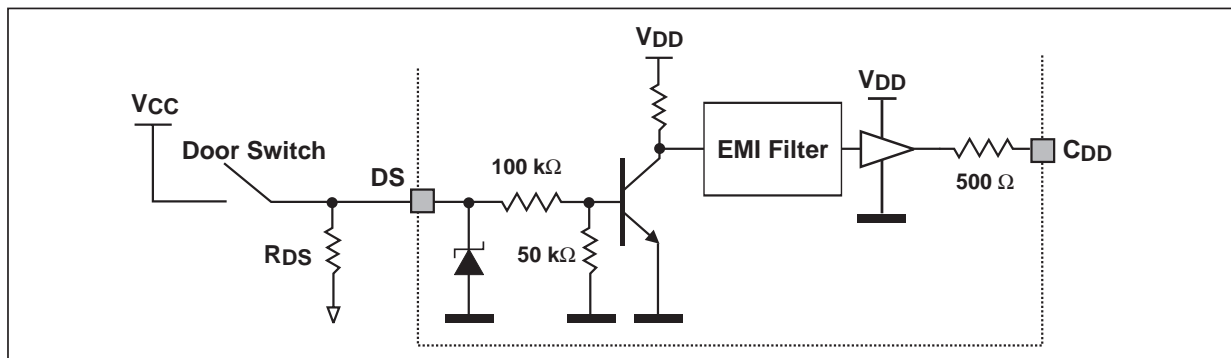 VDD
VCC
VDD
Door Switch
EMI Filter
CDD
DS
100 kΩ
500 Ω
RDS
50 kΩ